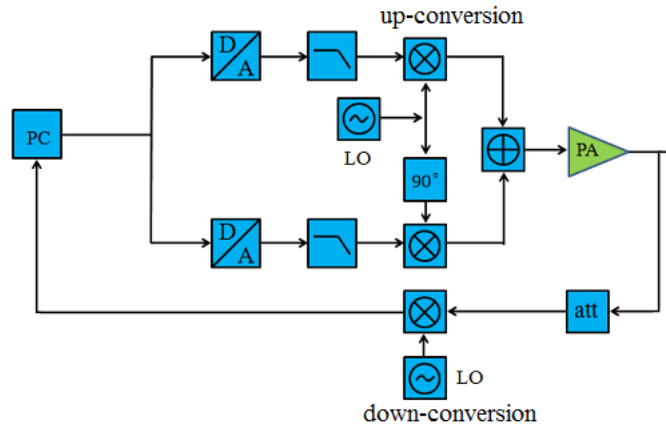 up-conversion
D
A
LO
PC
PA
90°
D
A
att
LO
down-conversion